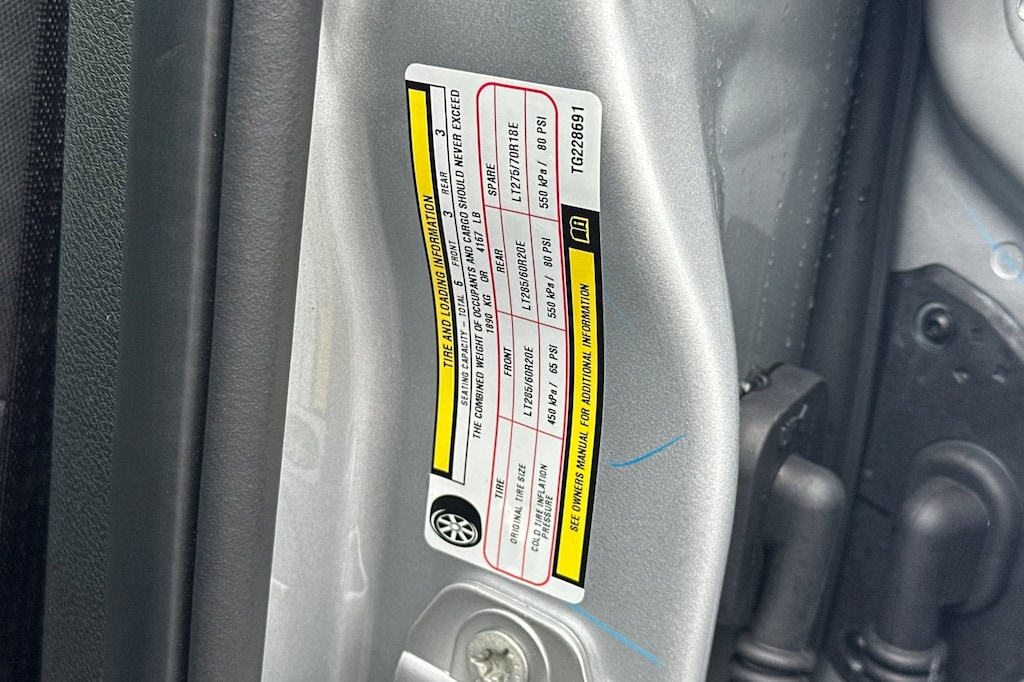 TIRE AND LOADING INFORMATION
SEATING CAPACITY – TOTAL 6 FRONT 3 REAR 3
THE COMBINED WEIGHT OF OCCUPANTS AND CARGO SHOULD NEVER EXCEED
1890 KG OR 4167 LB
TIRE FRONT REAR SPARE
ORIGINAL TIRE SIZE LT285/60R20E LT285/60R20E LT275/70R18E
COLD TIRE INFLATION PRESSURE 450 kPa / 65 PSI 550 kPa / 80 PSI 550 kPa / 80 PSI
SEE OWNERS MANUAL FOR ADDITIONAL INFORMATION
TG228691